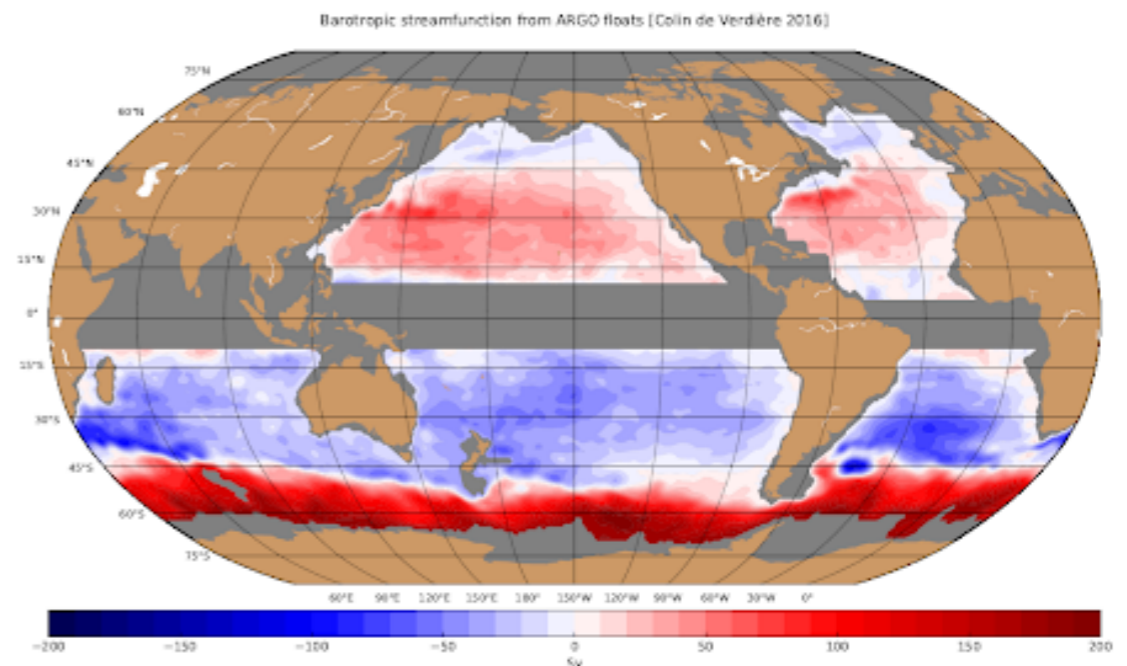 Barotropic streamfunction from ARGO floats [Colin de Verdière 2016]
75°N
60°N
45°N
30°N
15°N
0°
15°S
30°S
45°S
60°S
75°S
60°E 90°E 120°E 150°E 180° 150°W 120°W 90°W 60°W 30°W 0°
−200 −150 −100 −50 0 50 100 150 200
Sv